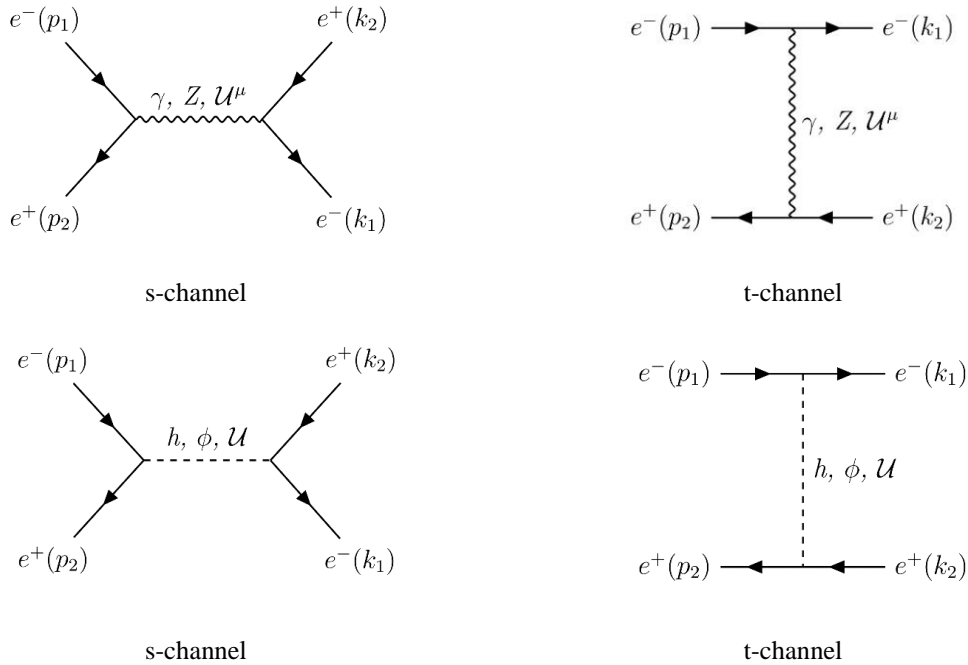 e⁻(p₁) e⁺(k₂) e⁻(p₁) e⁻(k₁)
γ, Z, 𝒰^μ γ, Z, 𝒰^μ
e⁺(p₂) e⁻(k₁) e⁺(p₂) e⁺(k₂)
s-channel t-channel
e⁻(p₁) e⁺(k₂) e⁻(p₁) e⁻(k₁)
h, ϕ, 𝒰 h, ϕ, 𝒰
e⁺(p₂) e⁻(k₁) e⁺(p₂) e⁺(k₂)
s-channel t-channel